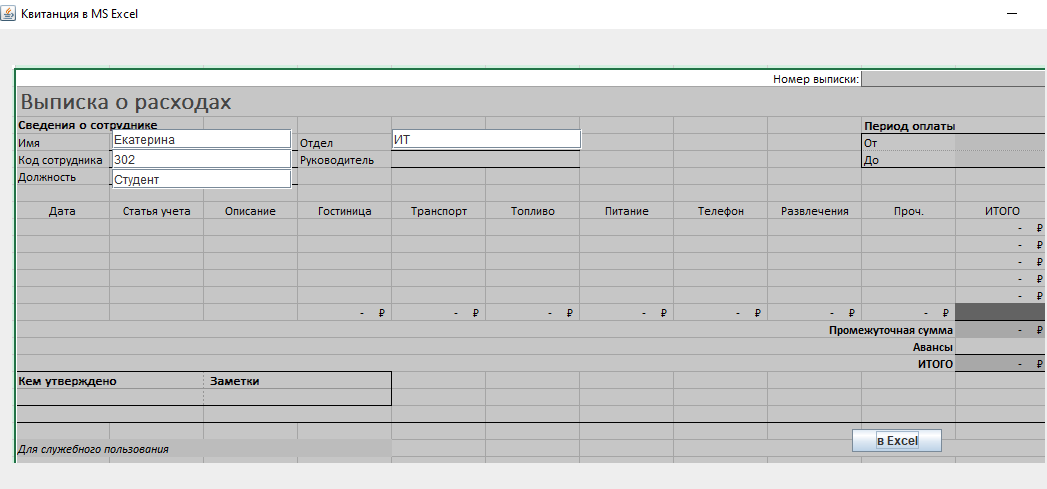 Квитанция в MS Excel
Номер выписки:
Выписка о расходах
Сведения о сотруднике Период оплаты
Имя Екатерина Отдел ИТ От
Код сотрудника 302 Руководитель До
Должность Студент
Дата Статья учета Описание Гостиница Транспорт Топливо Питание Телефон Развлечения Проч. ИТОГО
- ₽
- ₽
- ₽
- ₽
- ₽
- ₽ - ₽ - ₽ - ₽ - ₽ - ₽ - ₽
Промежуточная сумма - ₽
Авансы
ИТОГО - ₽
Кем утверждено Заметки
в Excel
Для служебного пользования